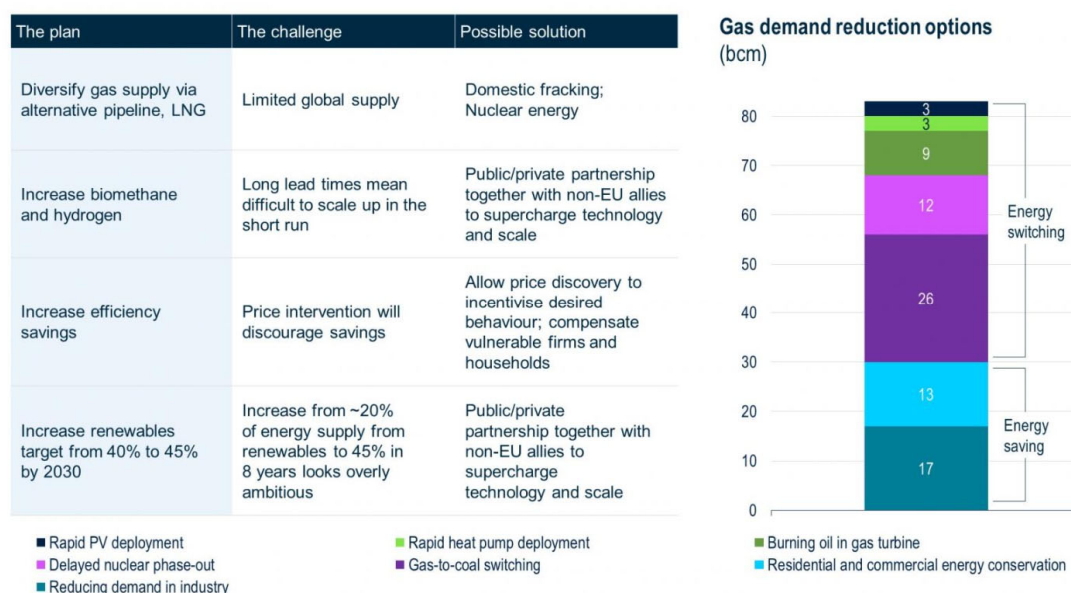 The plan
The challenge
Possible solution
Diversify gas supply via
alternative pipeline, LNG
Limited global supply
Domestic fracking;
Nuclear energy
Increase biomethane
and hydrogen
Long lead times mean
difficult to scale up in the
short run
Public/private partnership
together with non-EU allies
to supercharge technology
and scale
Increase efficiency
savings
Price intervention will
discourage savings
Allow price discovery to
incentivise desired
behaviour; compensate
vulnerable firms and
households
Increase renewables
target from 40% to 45%
by 2030
Increase from ~20%
of energy supply from
renewables to 45% in
8 years looks overly
ambitious
Public/private
partnership together with
non-EU allies to
supercharge
technology and scale
Gas demand reduction options
(bcm)
80
70
60
50
40
30
20
10
0
3
3
9
12
26
13
17
Energy
switching
Energy
saving
Rapid PV deployment
Rapid heat pump deployment
Burning oil in gas turbine
Delayed nuclear phase-out
Gas-to-coal switching
Residential and commercial energy conservation
Reducing demand in industry